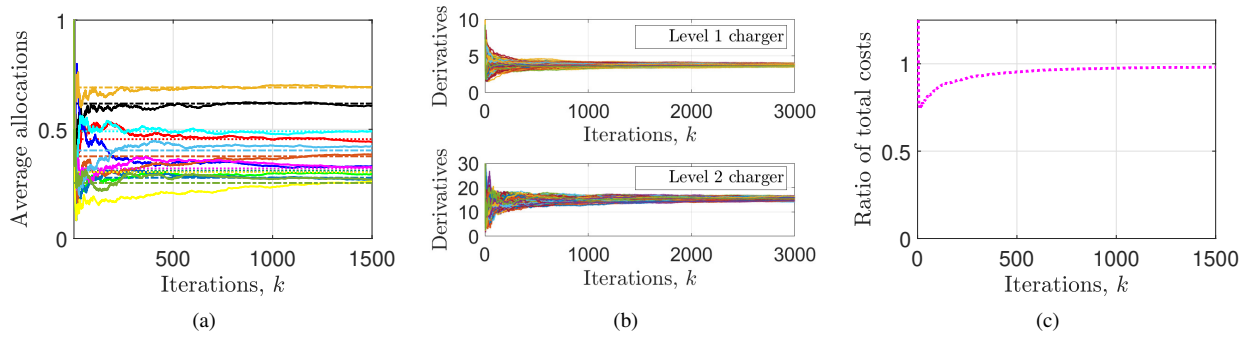 Average allocations
1
0.5
0
500
1000
1500
Iterations, k
(a)
Derivatives
10
5
0
Level 1 charger
0
1000
2000
3000
Iterations, k
Derivatives
30
20
10
0
Level 2 charger
0
1000
2000
3000
Iterations, k
(b)
Ratio of total costs
1
0.5
0
0
500
1000
1500
Iterations, k
(c)